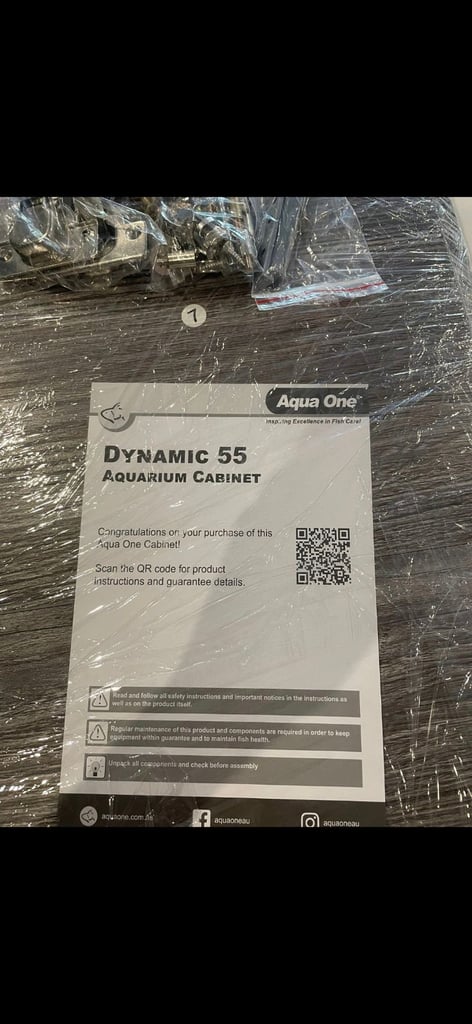 7
Aqua One™
Inspiring Excellence in Fish Care!
DYNAMIC 55
AQUARIUM CABINET
Congratulations on your purchase of this
Aqua One Cabinet!
Scan the QR code for product
instructions and guarantee details.
Read and follow all safety instructions and important notices in the instructions as
well as on the product itself.
Regular maintenance of this product and components are required in order to keep
equipment within guarantee and to maintain fish health.
Unpack all components and check before assembly
aquaone.com.au
aquaoneau
aquaoneau